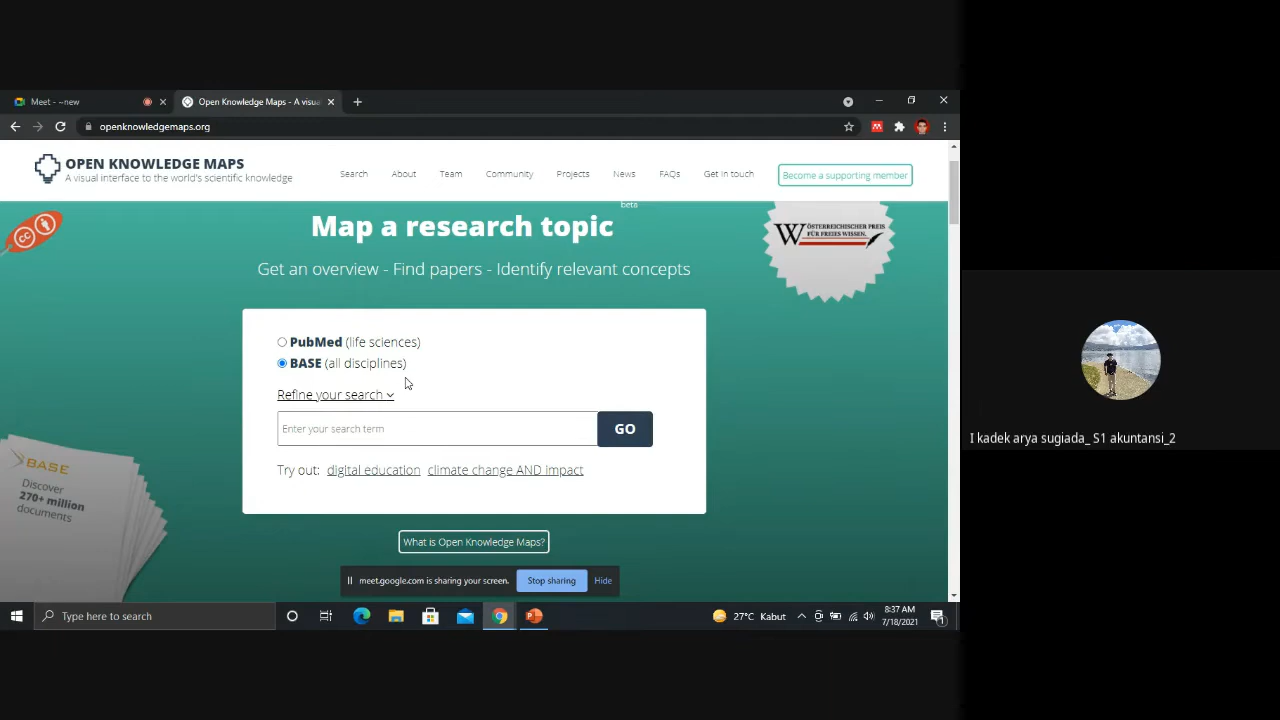 Meet - ~new
Open Knowledge Maps - A visua
openknowledgemaps.org
OPEN KNOWLEDGE MAPS
A visual interface to the world's scientific knowledge
Search About Team Community Projects News FAQs Get in touch Become a supporting member
beta
Map a research topic
ÖSTERREICHISCHER PREIS
FÜR FREIES WISSEN.
Get an overview - Find papers - Identify relevant concepts
PubMed (life sciences)
BASE (all disciplines)
Refine your search
Enter your search term
GO
Try out: digital education climate change AND impact
BASE
Discover
270+ million
documents
What is Open Knowledge Maps?
meet.google.com is sharing your screen. Stop sharing Hide
Type here to search
27°C Kabut
8:37 AM
7/18/2021
I kadek arya sugiada_ S1 akuntansi_2